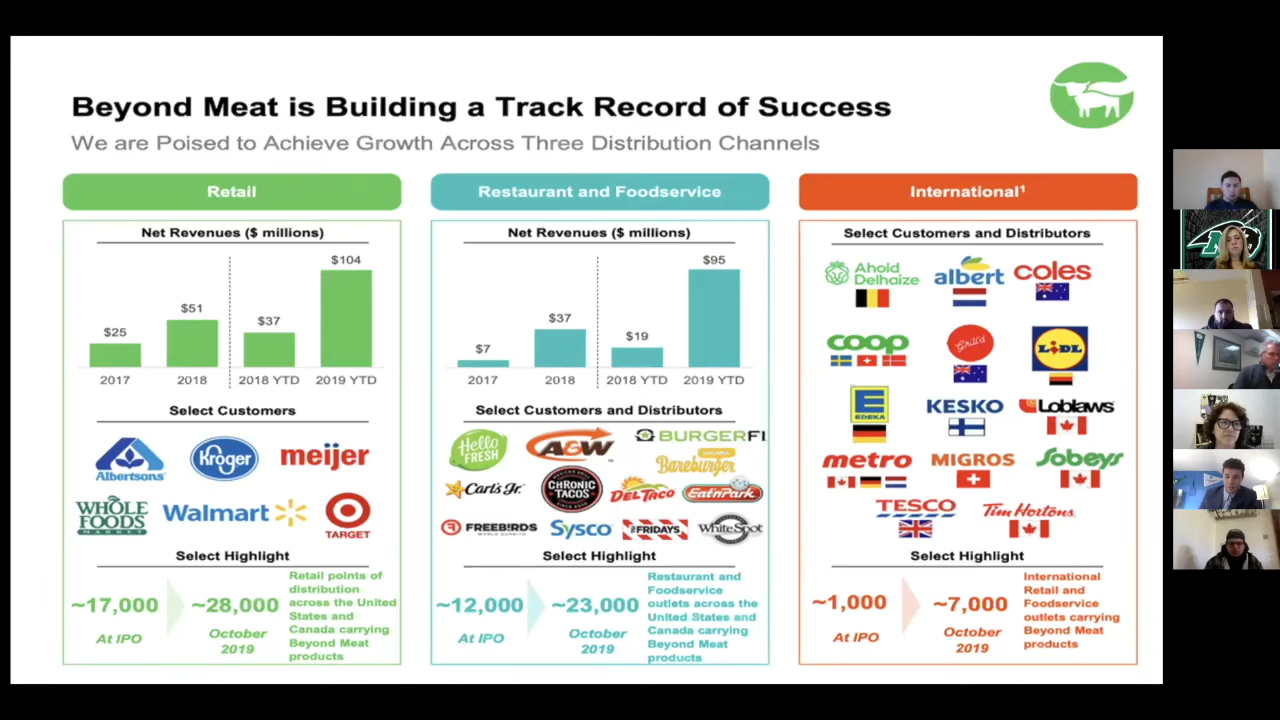 Beyond Meat is Building a Track Record of Success
We are Poised to Achieve Growth Across Three Distribution Channels
Retail
Net Revenues ($ millions)
$25
$51
$37
$104
2017
2018
2018 YTD
2019 YTD
Select Customers
Albertsons
Kroger
meijer
WHOLE
FOODS
MARKET
Walmart
TARGET
Select Highlight
~17,000
At IPO
~28,000
October
2019
Retail points of
distribution
across the United
States and
Canada carrying
Beyond Meat
products
Restaurant and Foodservice
Net Revenues ($ millions)
$7
$37
$19
$95
2017
2018
2018 YTD
2019 YTD
Select Customers and Distributors
Hello
FRESH
A&W
BURGERFI
Bareburger
Carl's Jr.
CHRONIC
TACOS
DEL TACO
Eat'n Park
FREEB!RDS
WORLD BURRITO
Sysco
FRIDAYS
White Spot
Select Highlight
~12,000
At IPO
~23,000
October
2019
Restaurant and
Foodservice
outlets across the
United States and
Canada carrying
Beyond Meat
products
International¹
Select Customers and Distributors
Ahold
Delhaize
albert
coles
coop
Grill'd
LiDL
E
EDEKA
KESKO
Loblaws
metro
MIGROS
Sobeys
TESCO
Tim Hortons
Select Highlight
~1,000
At IPO
~7,000
October
2019
International
Retail and
Foodservice
outlets carrying
Beyond Meat
products